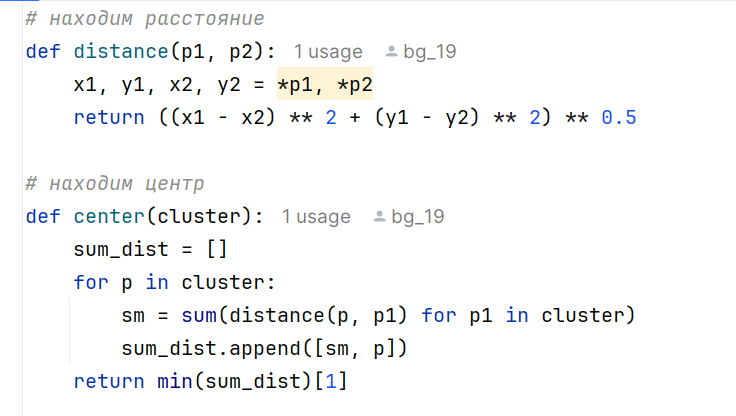 # находим расстояние
def distance(p1, p2): 1 usage bg_19
    x1, y1, x2, y2 = *p1, *p2
    return ((x1 - x2) ** 2 + (y1 - y2) ** 2) ** 0.5
# находим центр
def center(cluster): 1 usage bg_19
    sum_dist = []
    for p in cluster:
        sm = sum(distance(p, p1) for p1 in cluster)
        sum_dist.append([sm, p])
    return min(sum_dist)[1]